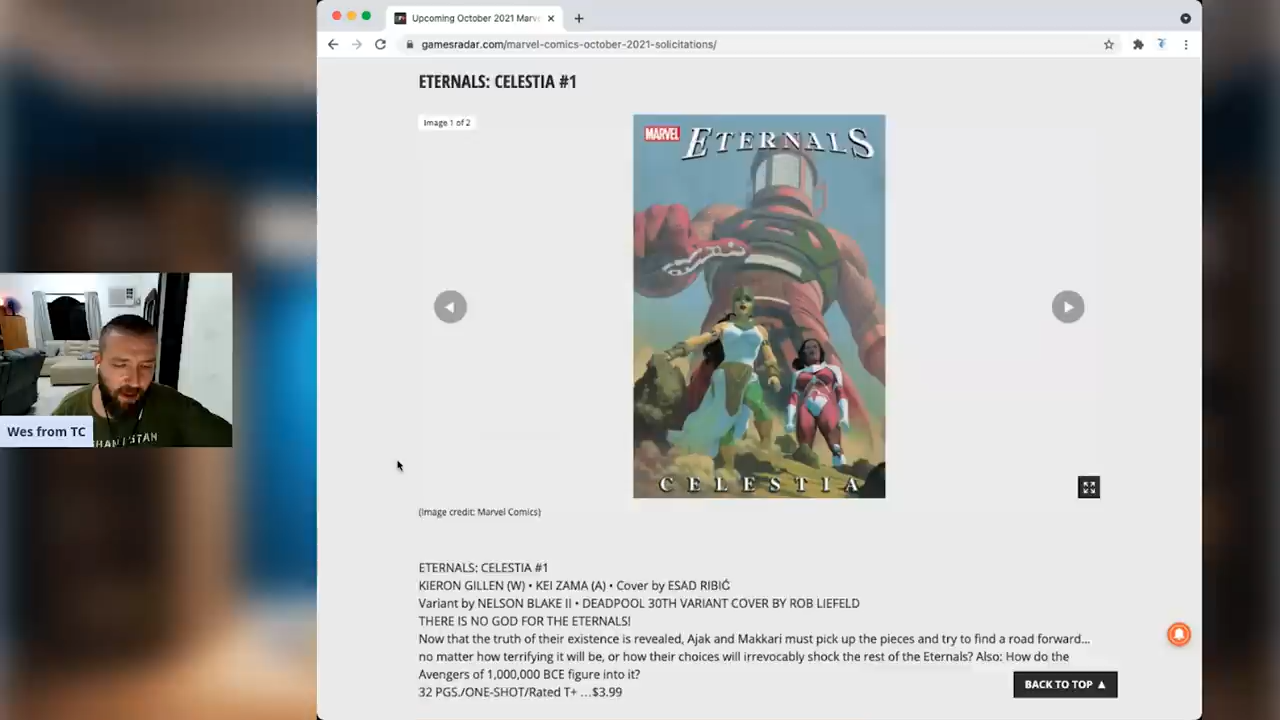 Upcoming October 2021 Marv
gamesradar.com/marvel-comics-october-2021-solicitations/
ETERNALS: CELESTIA #1
Image 1 of 2
MARVEL
ETERNALS
CELESTIA
(Image credit: Marvel Comics)
Wes from TC
ETERNALS: CELESTIA #1
KIERON GILLEN (W) • KEI ZAMA (A) • Cover by ESAD RIBIĆ
Variant by NELSON BLAKE II • DEADPOOL 30TH VARIANT COVER BY ROB LIEFELD
THERE IS NO GOD FOR THE ETERNALS!
Now that the truth of their existence is revealed, Ajak and Makkari must pick up the pieces and try to find a road forward...
no matter how terrifying it will be, or how their choices will irrevocably shock the rest of the Eternals? Also: How do the
Avengers of 1,000,000 BCE figure into it?
32 PGS./ONE-SHOT/Rated T+ …$3.99
BACK TO TOP